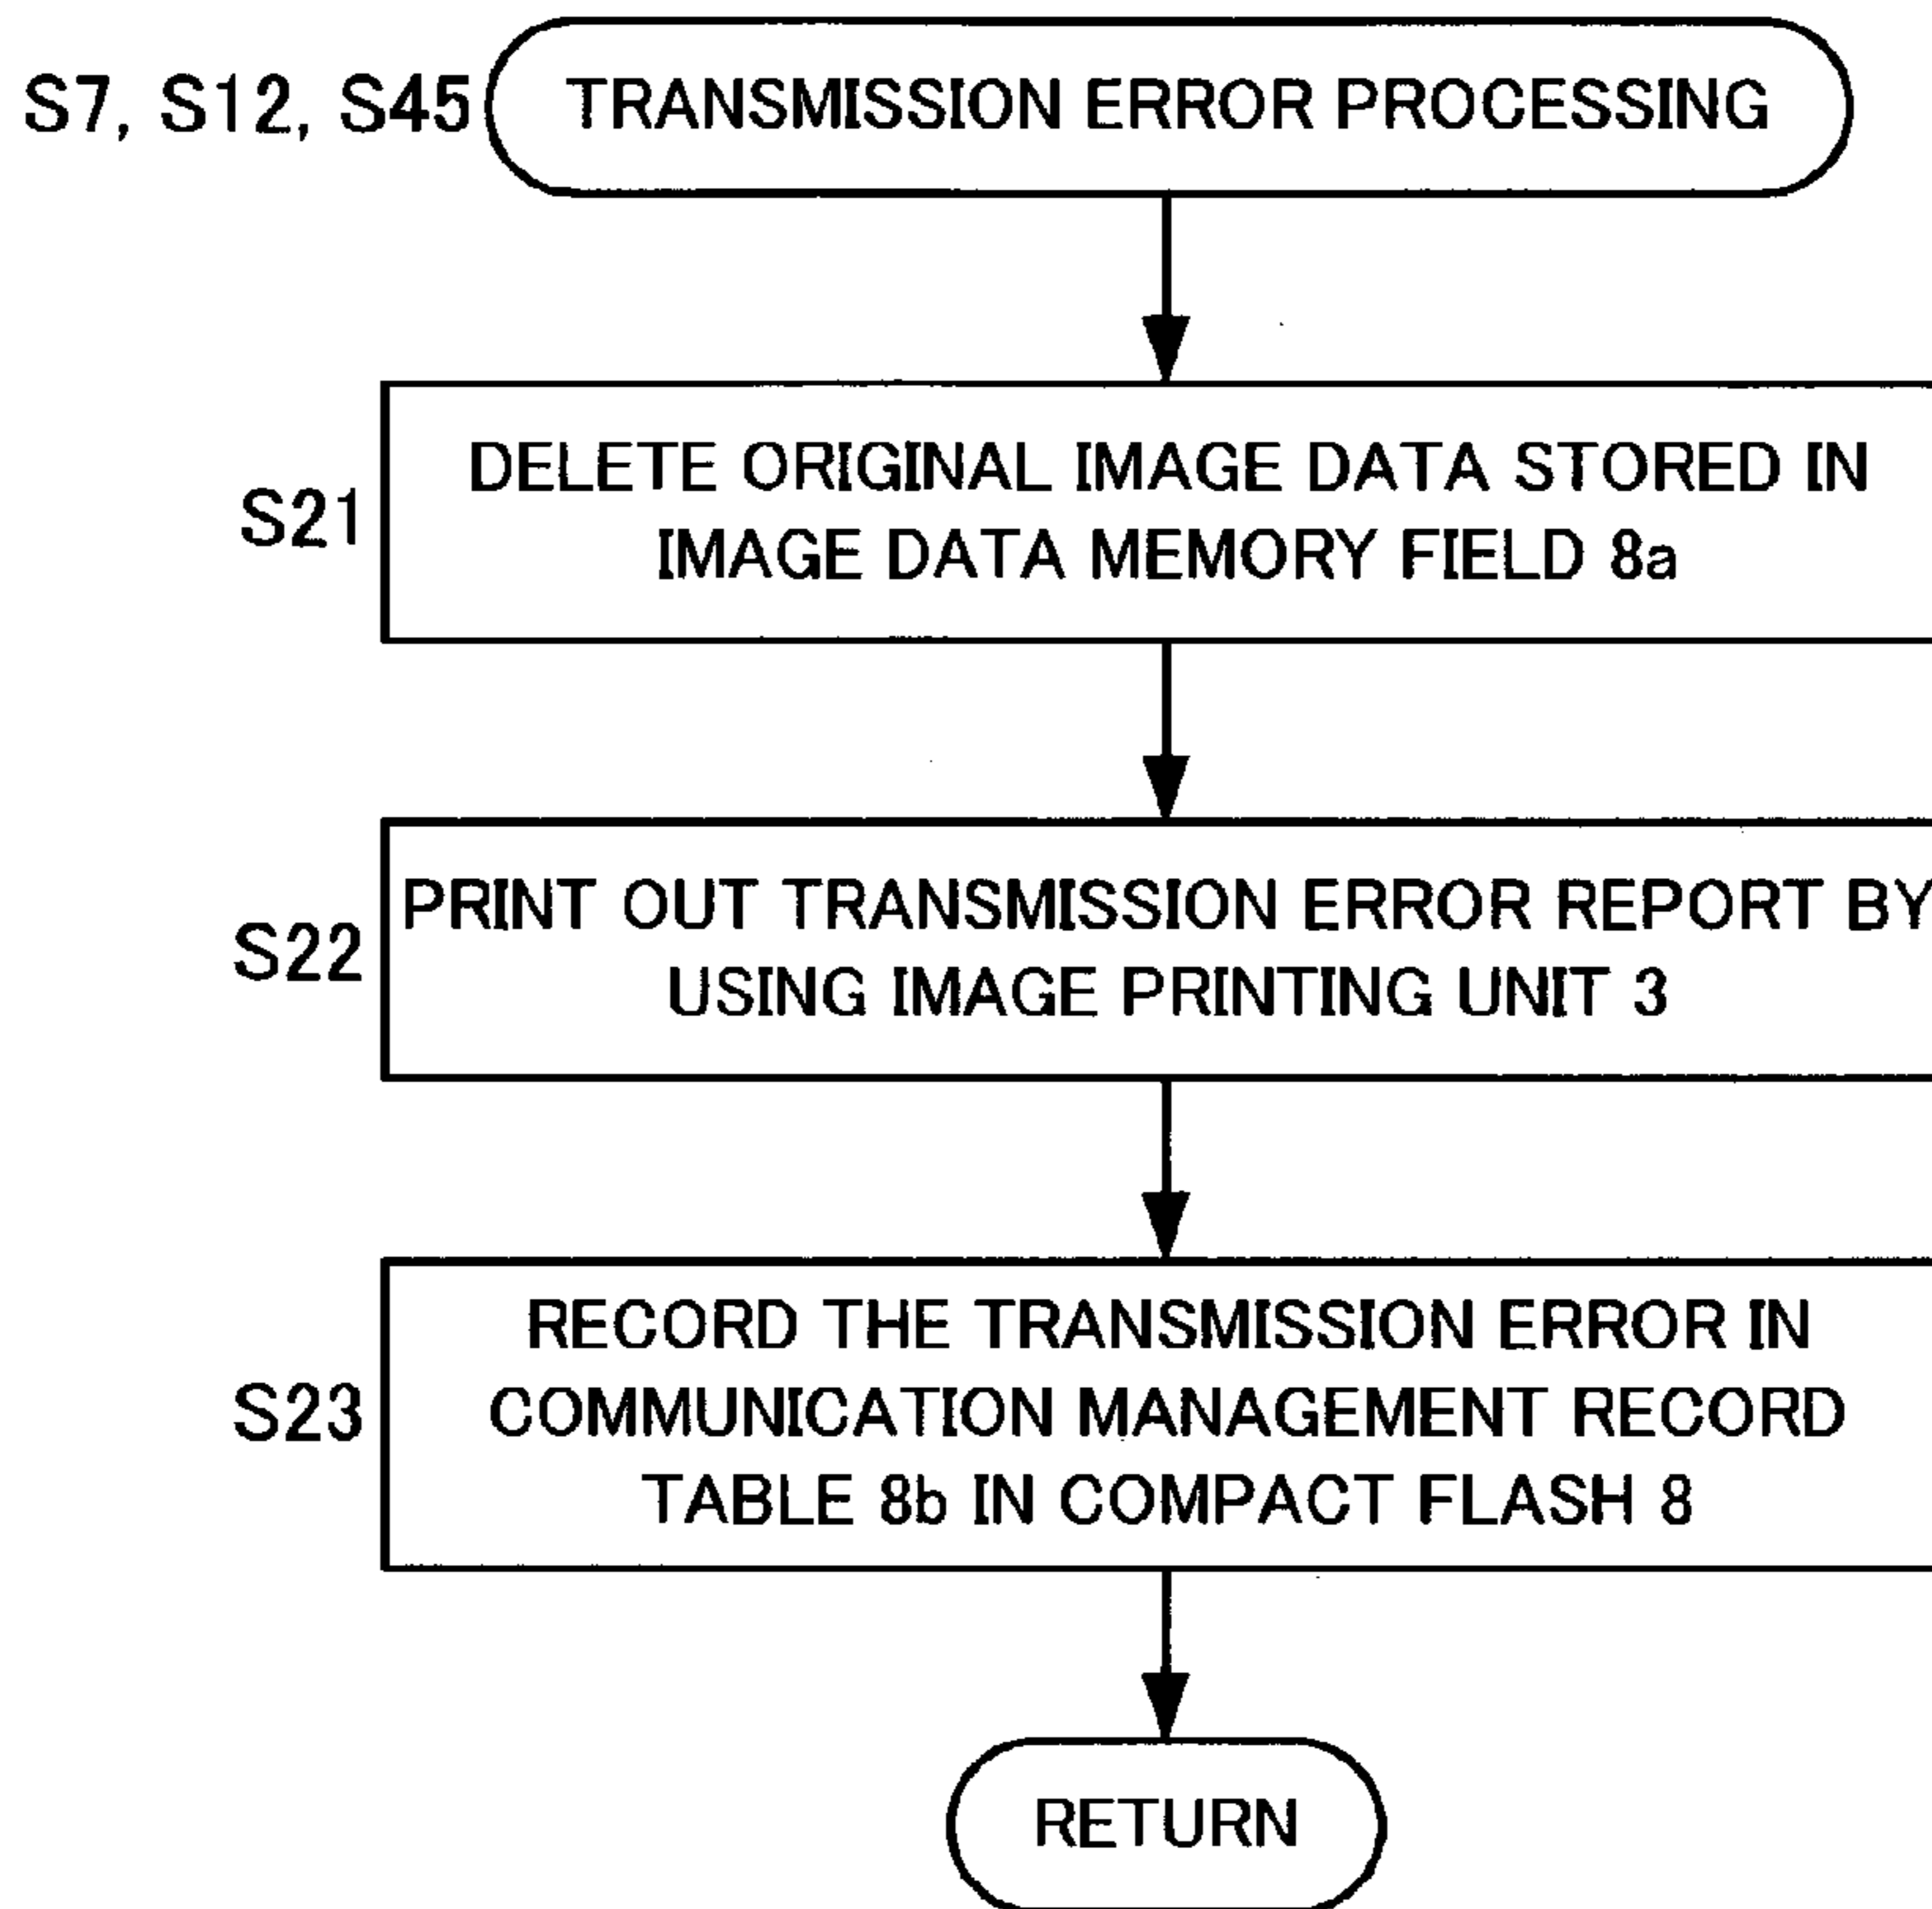 S7, S12, S45
TRANSMISSION ERROR PROCESSING
S21
DELETE ORIGINAL IMAGE DATA STORED IN
IMAGE DATA MEMORY FIELD 8a
S22
PRINT OUT TRANSMISSION ERROR REPORT BY
USING IMAGE PRINTING UNIT 3
S23
RECORD THE TRANSMISSION ERROR IN
COMMUNICATION MANAGEMENT RECORD
TABLE 8b IN COMPACT FLASH 8
RETURN